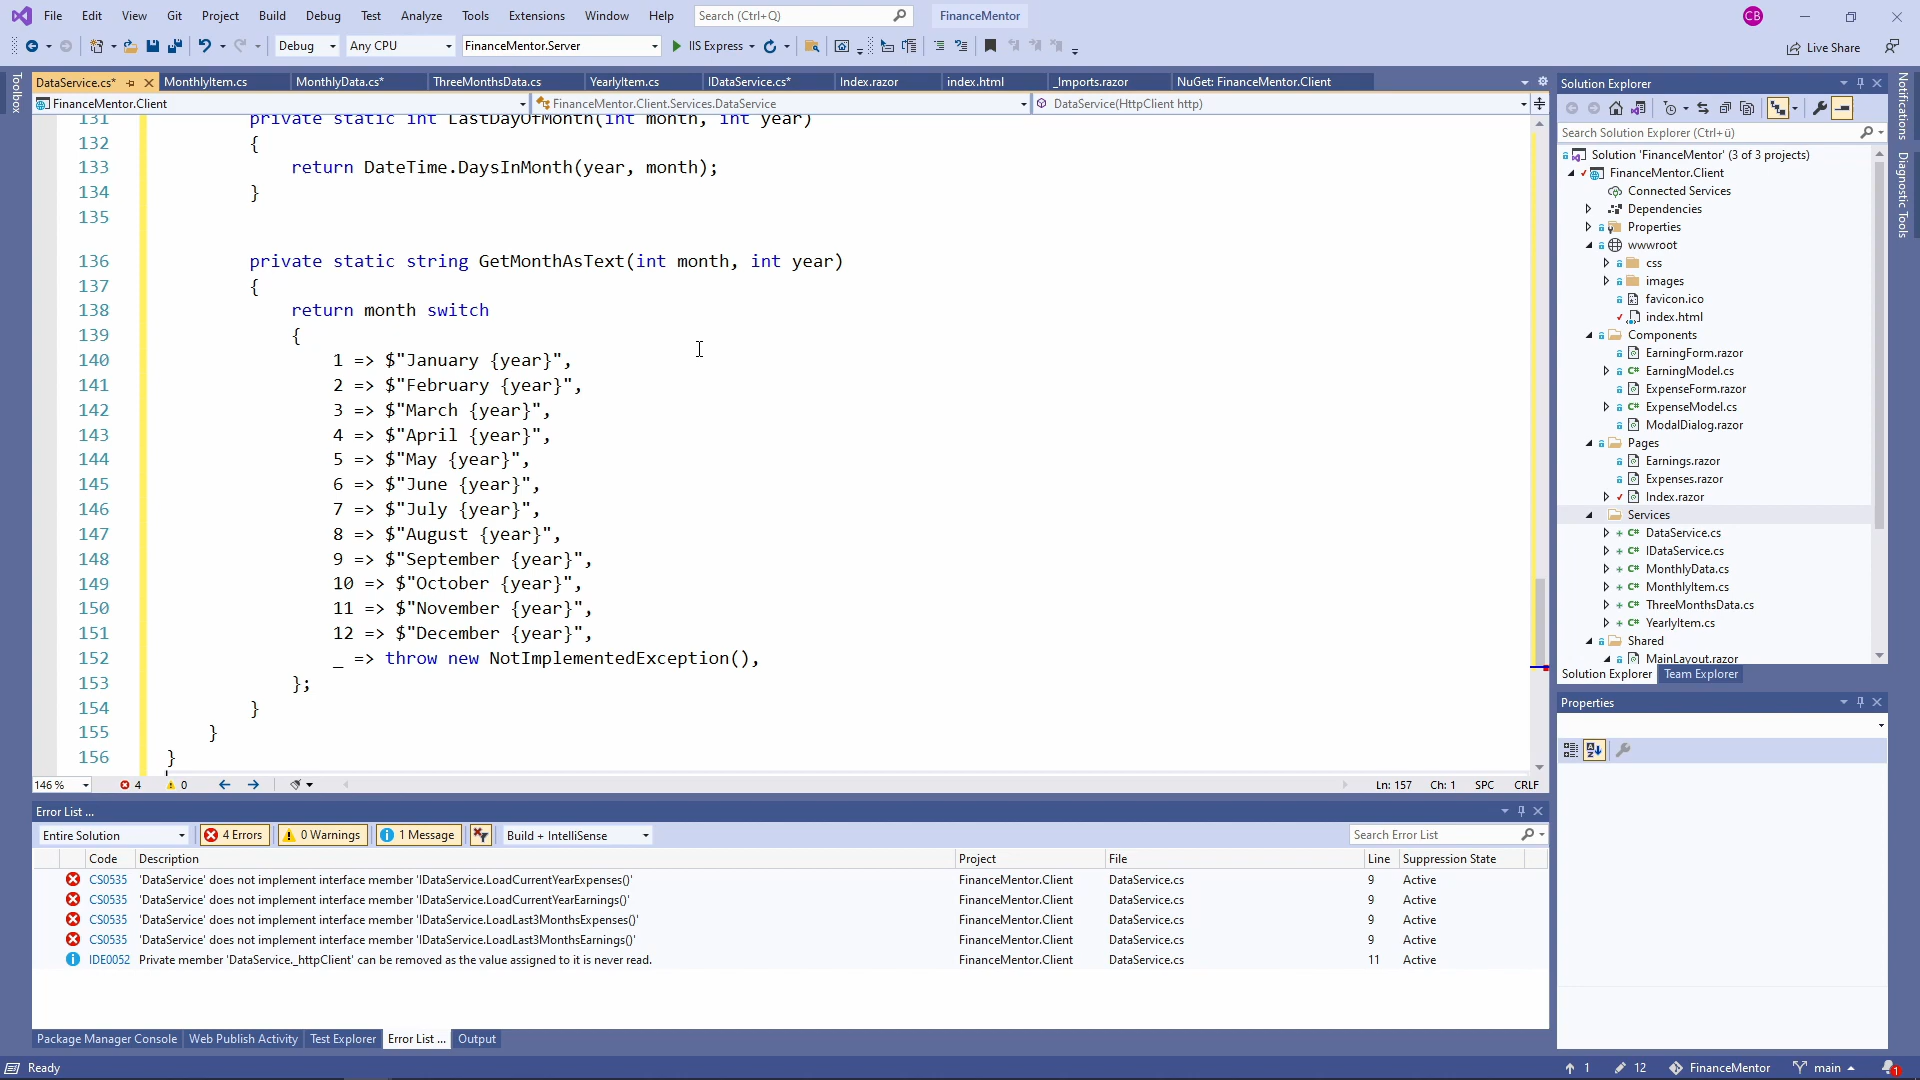 File Edit View Git Project Build Debug Test Analyze Tools Extensions Window Help Search (Ctrl+Q) FinanceMentor CB
Debug Any CPU FinanceMentor.Server IIS Express Live Share
Toolbox
DataService.cs* MonthlyItem.cs MonthlyData.cs* ThreeMonthsData.cs YearlyItem.cs IDataService.cs* Index.razor index.html _Imports.razor NuGet: FinanceMentor.Client
FinanceMentor.Client FinanceMentor.Client.Services.DataService DataService(HttpClient http)
131 private static int LastDayOfMonth(int month, int year)
132 {
133 return DateTime.DaysInMonth(year, month);
134 }
135
136 private static string GetMonthAsText(int month, int year)
137 {
138 return month switch
139 {
140 1 => $"January {year}",
141 2 => $"February {year}",
142 3 => $"March {year}",
143 4 => $"April {year}",
144 5 => $"May {year}",
145 6 => $"June {year}",
146 7 => $"July {year}",
147 8 => $"August {year}",
148 9 => $"September {year}",
149 10 => $"October {year}",
150 11 => $"November {year}",
151 12 => $"December {year}",
152 _ => throw new NotImplementedException(),
153 };
154 }
155 }
156 }
146 % 4 0 Ln: 157 Ch: 1 SPC CRLF
Error List ...
Entire Solution 4 Errors 0 Warnings 1 Message Build + IntelliSense Search Error List
Code Description Project File Line Suppression State
CS0535 'DataService' does not implement interface member 'IDataService.LoadCurrentYearExpenses()' FinanceMentor.Client DataService.cs 9 Active
CS0535 'DataService' does not implement interface member 'IDataService.LoadCurrentYearEarnings()' FinanceMentor.Client DataService.cs 9 Active
CS0535 'DataService' does not implement interface member 'IDataService.LoadLast3MonthsExpenses()' FinanceMentor.Client DataService.cs 9 Active
CS0535 'DataService' does not implement interface member 'IDataService.LoadLast3MonthsEarnings()' FinanceMentor.Client DataService.cs 9 Active
IDE0052 Private member 'DataService._httpClient' can be removed as the value assigned to it is never read. FinanceMentor.Client DataService.cs 11 Active
Package Manager Console Web Publish Activity Test Explorer Error List ... Output
Solution Explorer
Search Solution Explorer (Ctrl+ü)
Solution 'FinanceMentor' (3 of 3 projects)
FinanceMentor.Client
Connected Services
Dependencies
Properties
wwwroot
css
images
favicon.ico
index.html
Components
EarningForm.razor
EarningModel.cs
ExpenseForm.razor
ExpenseModel.cs
ModalDialog.razor
Pages
Earnings.razor
Expenses.razor
Index.razor
Services
DataService.cs
IDataService.cs
MonthlyData.cs
MonthlyItem.cs
ThreeMonthsData.cs
YearlyItem.cs
Shared
MainLayout.razor
Solution Explorer Team Explorer
Properties
Notifications
Diagnostic Tools
Ready 1 12 FinanceMentor main 1